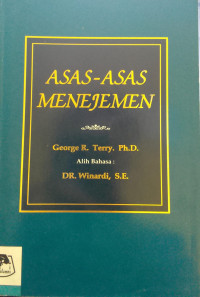 ASAS-ASAS
MENEJEMEN
George R. Terry. Ph.D.
Alih Bahasa :
DR. Winardi, S.E.